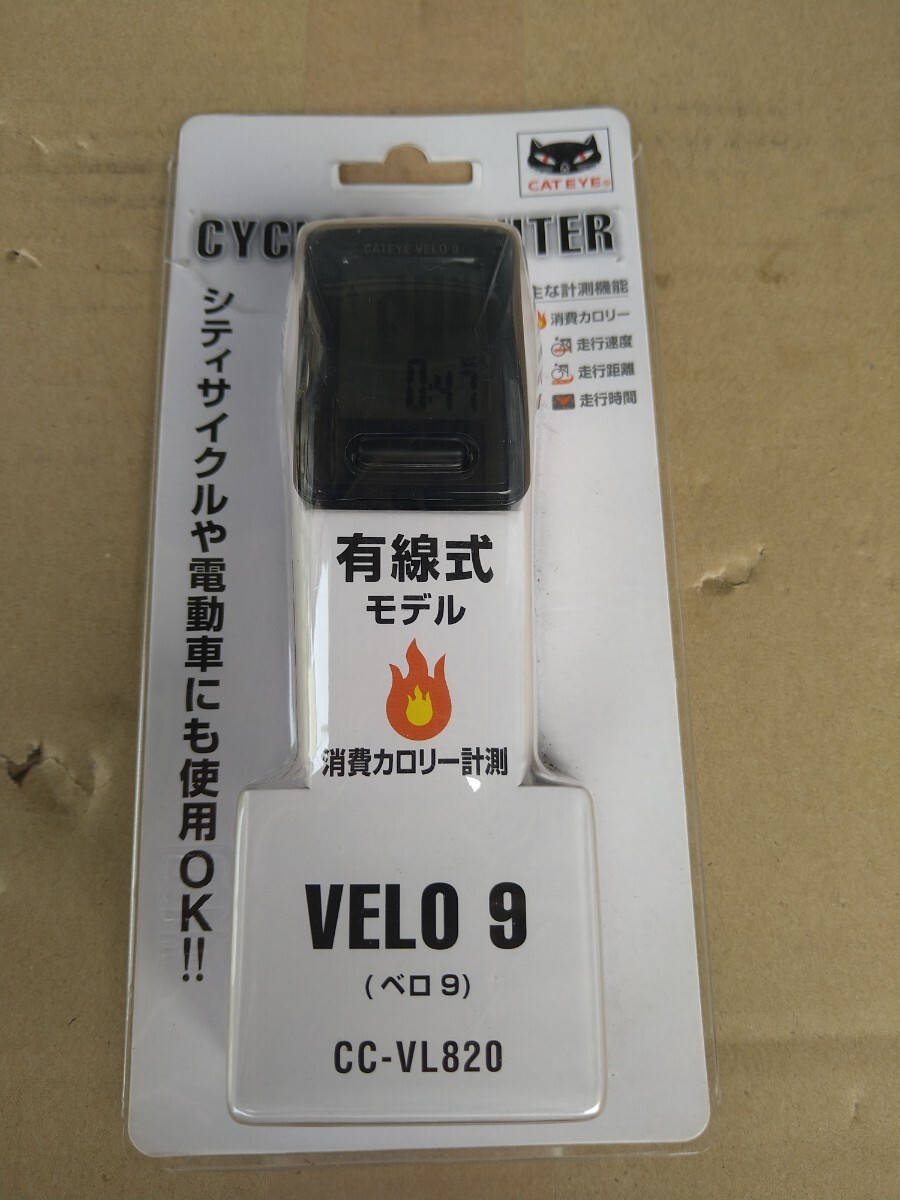 CATEYE®
CATEYE VELO 9
主な計測機能
消費カロリー
走行速度
走行距離
走行時間
シティサイクルや電動車にも使用OK!!
0:47
有線式
モデル
消費カロリー計測
VELO 9
(ベロ9)
CC-VL820